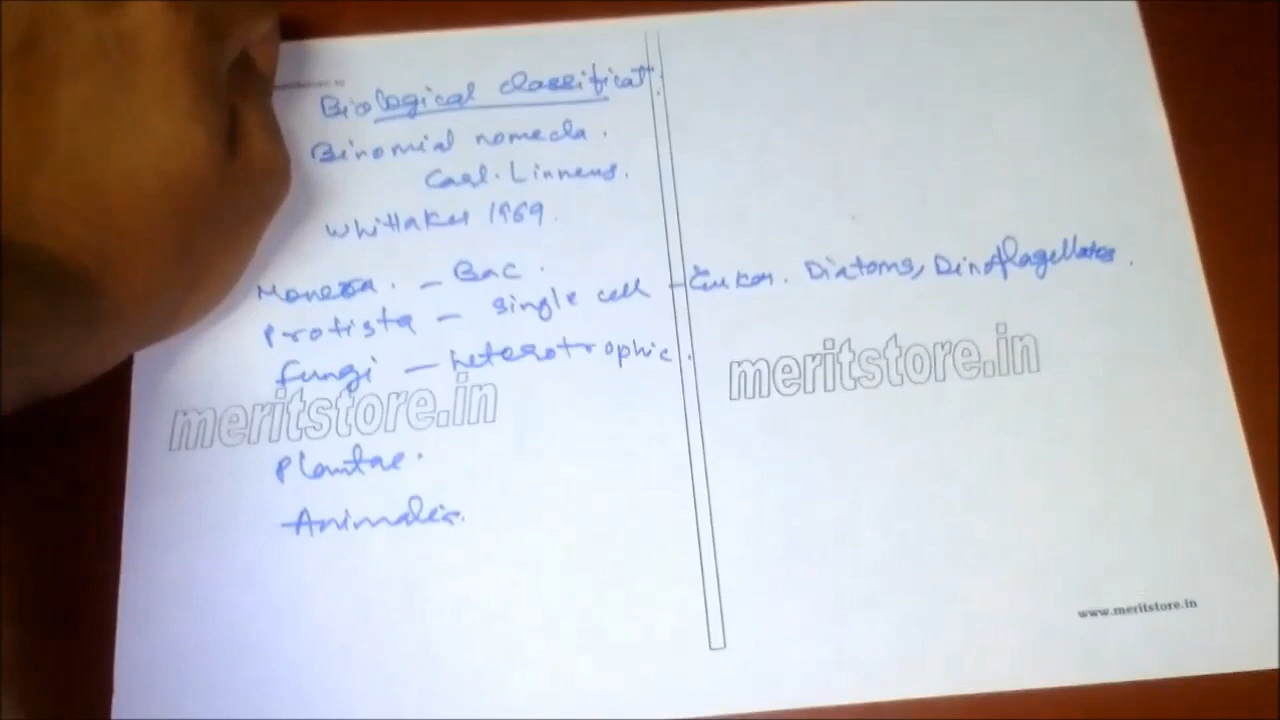 Biological classificat.
Binomial nomecla.
Carl. Linneus.
Whittaker 1969.
Monera. - Bac.
Protista - single cell - Eukar. Diatoms, Dinoflagellates.
fungi - heterotrophic.
meritstore.in
meritstore.in
Plantae.
Animalia.
www.meritstore.in